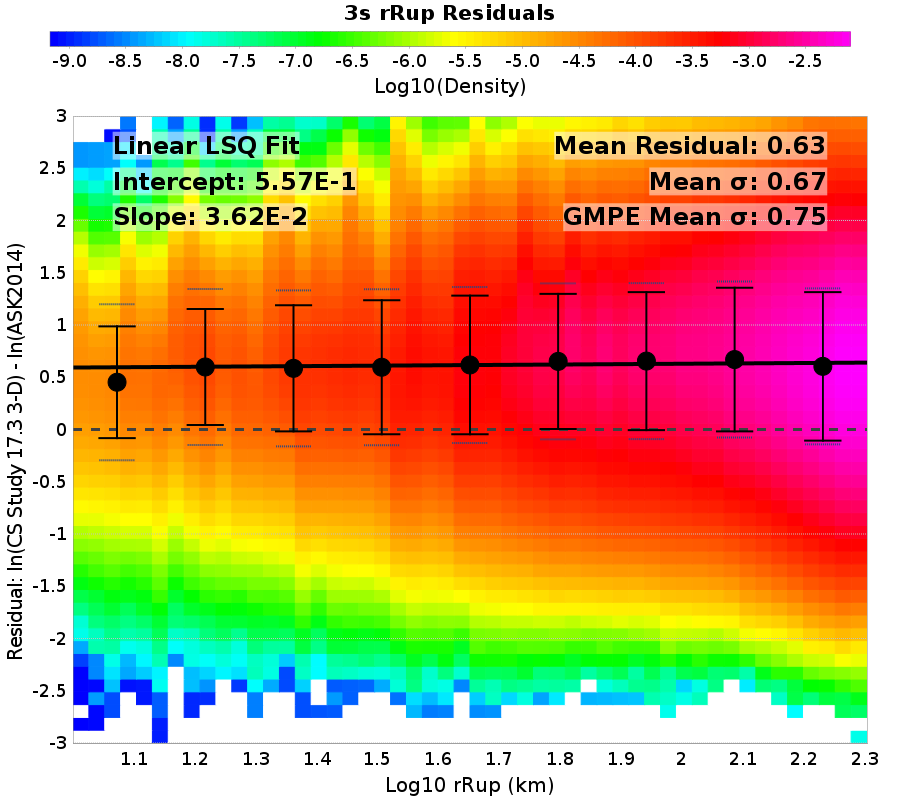 3s rRup Residuals
-9.0 -8.5 -8.0 -7.5 -7.0 -6.5 -6.0 -5.5 -5.0 -4.5 -4.0 -3.5 -3.0 -2.5
Log10(Density)
Linear LSQ Fit
Intercept: 5.57E-1
Slope: 3.62E-2
Mean Residual: 0.63
Mean σ: 0.67
GMPE Mean σ: 0.75
Residual: ln(CS Study 17.3 3-D) - ln(ASK2014)
3
2.5
2
1.5
1
0.5
0
-0.5
-1
-1.5
-2
-2.5
-3
1.1 1.2 1.3 1.4 1.5 1.6 1.7 1.8 1.9 2 2.1 2.2 2.3
Log10 rRup (km)